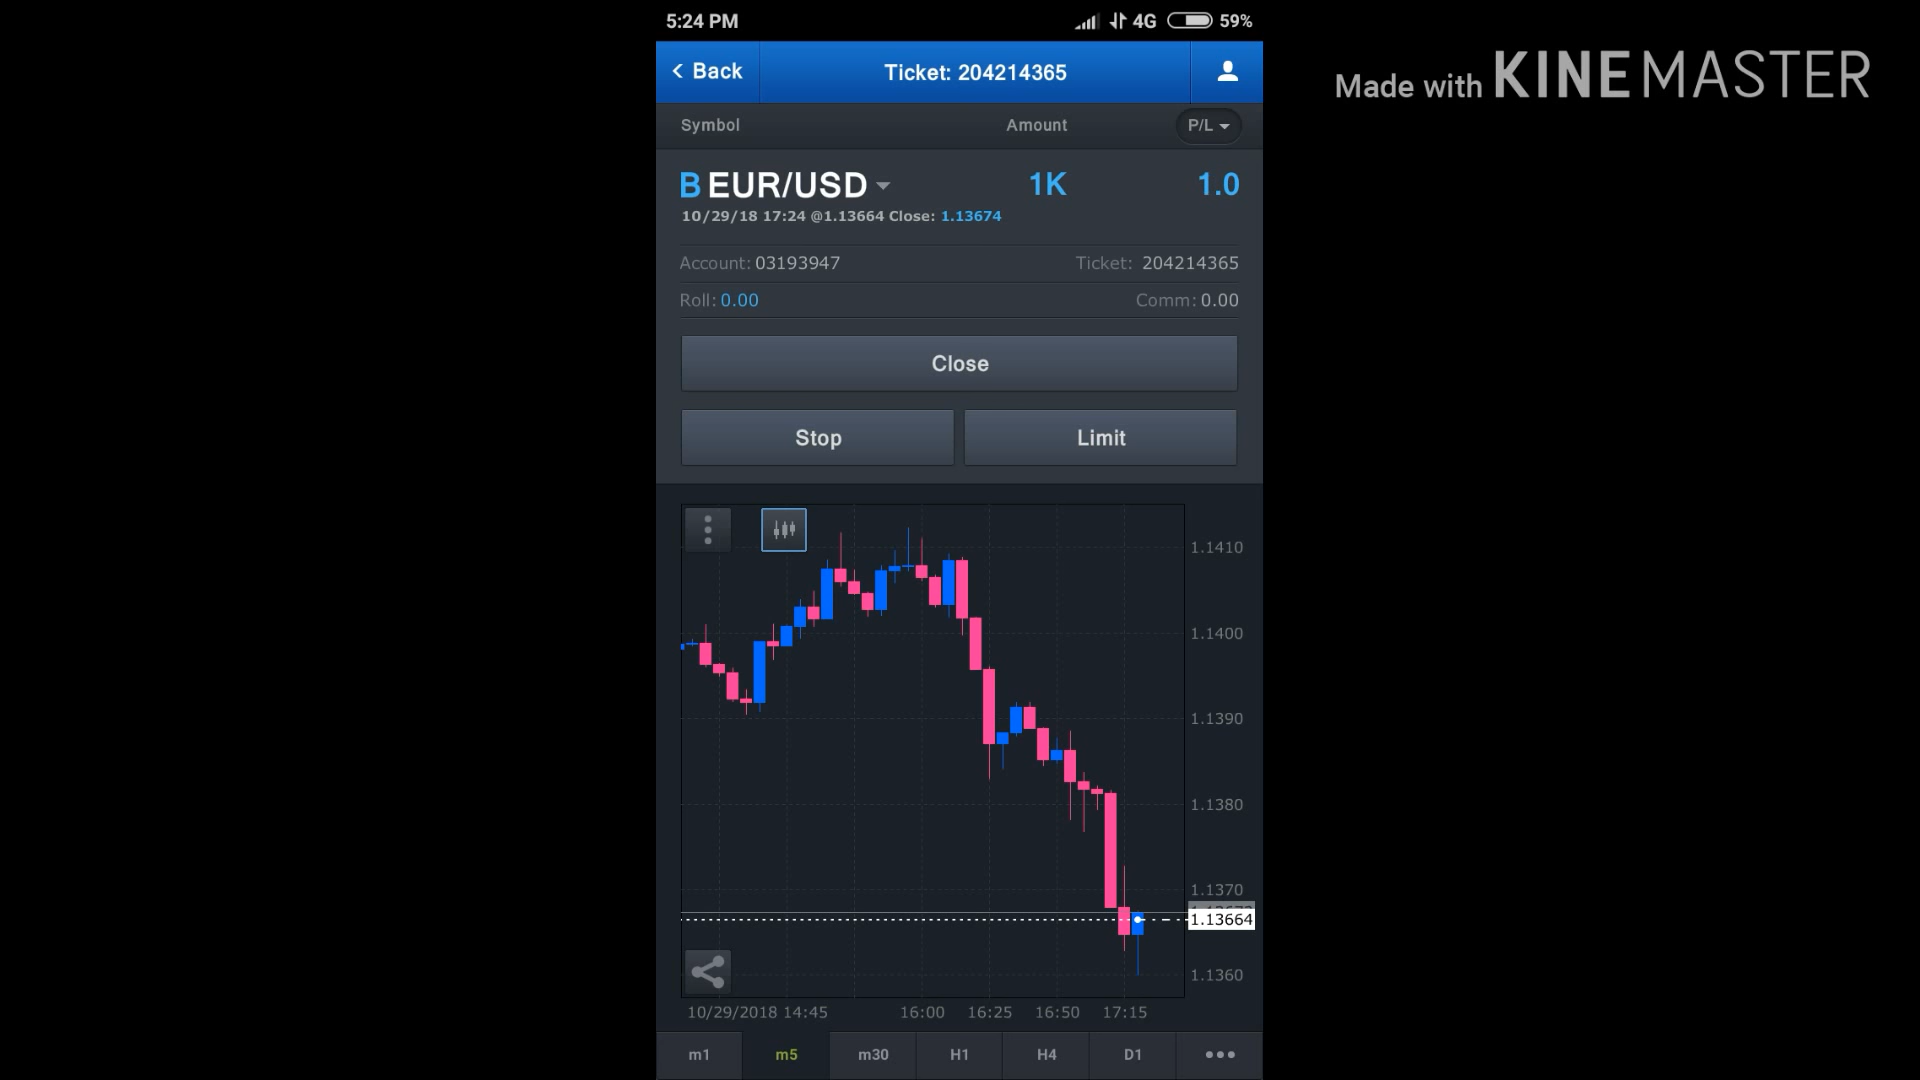 5:24 PM
4G 59%
Made with KINEMASTER
Back
Ticket: 204214365
Symbol Amount P/L
B EUR/USD 1K 1.0
10/29/18 17:24 @1.13664 Close: 1.13674
Account: 03193947 Ticket: 204214365
Roll: 0.00 Comm: 0.00
Close
Stop Limit
1.1410
1.1400
1.1390
1.1380
1.1370
1.13664
1.1360
10/29/2018 14:45 16:00 16:25 16:50 17:15
m1 m5 m30 H1 H4 D1